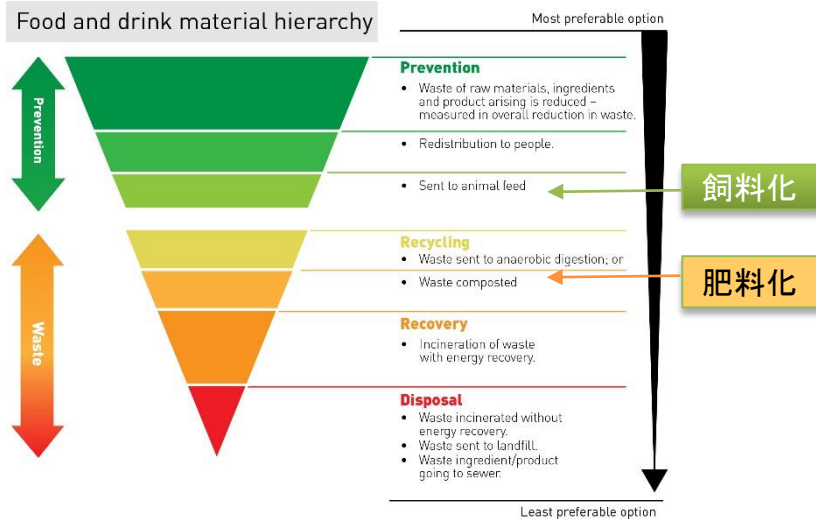 Food and drink material hierarchy
Most preferable option
Prevention
Prevention
• Waste of raw materials, ingredients
and product arising is reduced –
measured in overall reduction in waste.
• Redistribution to people.
• Sent to animal feed
飼料化
Waste
Recycling
• Waste sent to anaerobic digestion; or
• Waste composted
肥料化
Recovery
• Incineration of waste
with energy recovery.
Disposal
• Waste incinerated without
energy recovery.
• Waste sent to landfill.
• Waste ingredient/product
going to sewer.
Least preferable option